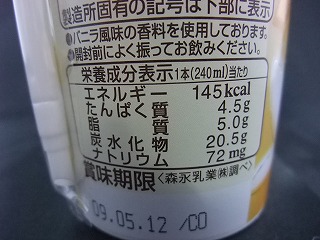 製造所固有の記号は下部に表示
●バニラ風味の香料を使用しております。
●開封前によく振ってお飲みください。
栄養成分表示1本(240ml)当たり
エネルギー 145kcal
たんぱく質 4.5g
脂質 5.0g
炭水化物 20.5g
ナトリウム 72mg
賞味期限 〈森永乳業㈱調べ〉
09.05.12 /CO